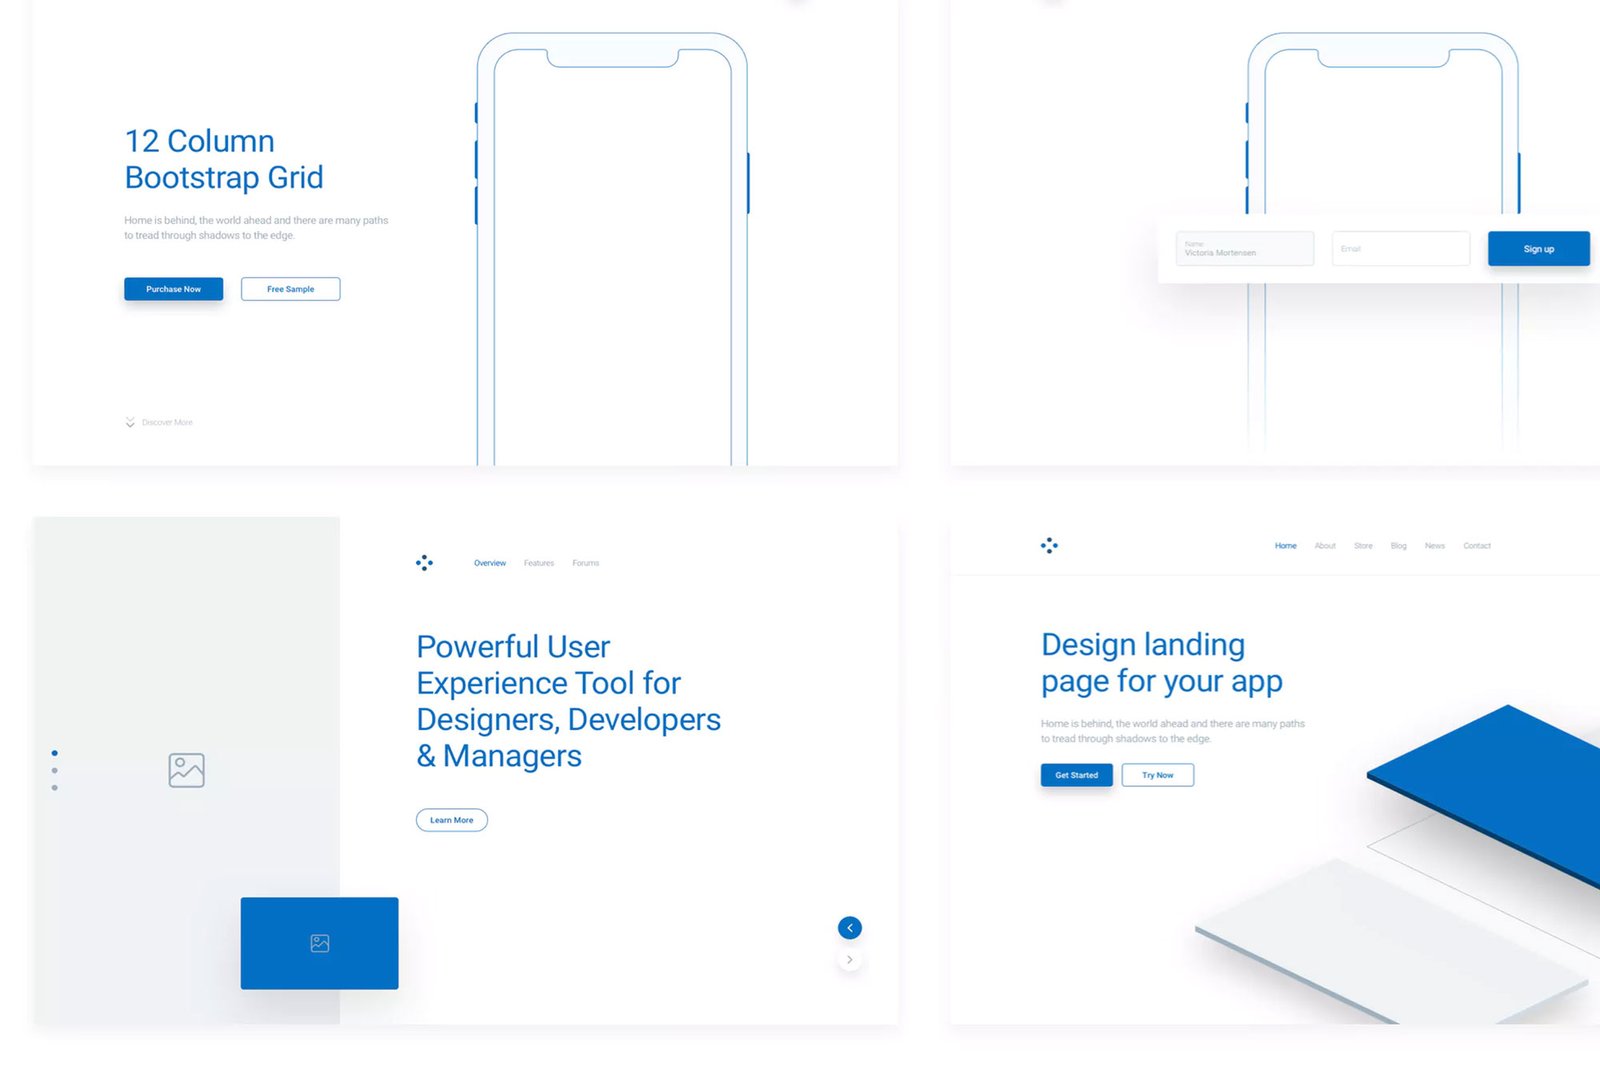 12 Column
Bootstrap Grid
Home is behind, the world ahead and there are many paths
to tread through shadows to the edge.
Purchase Now
Free Sample
Discover More
Name
Victoria Mortensen
Email
Sign up
Overview
Features
Forums
Powerful User
Experience Tool for
Designers, Developers
& Managers
Learn More
Home
About
Store
Blog
News
Contact
Design landing
page for your app
Home is behind, the world ahead and there are many paths
to tread through shadows to the edge.
Get Started
Try Now